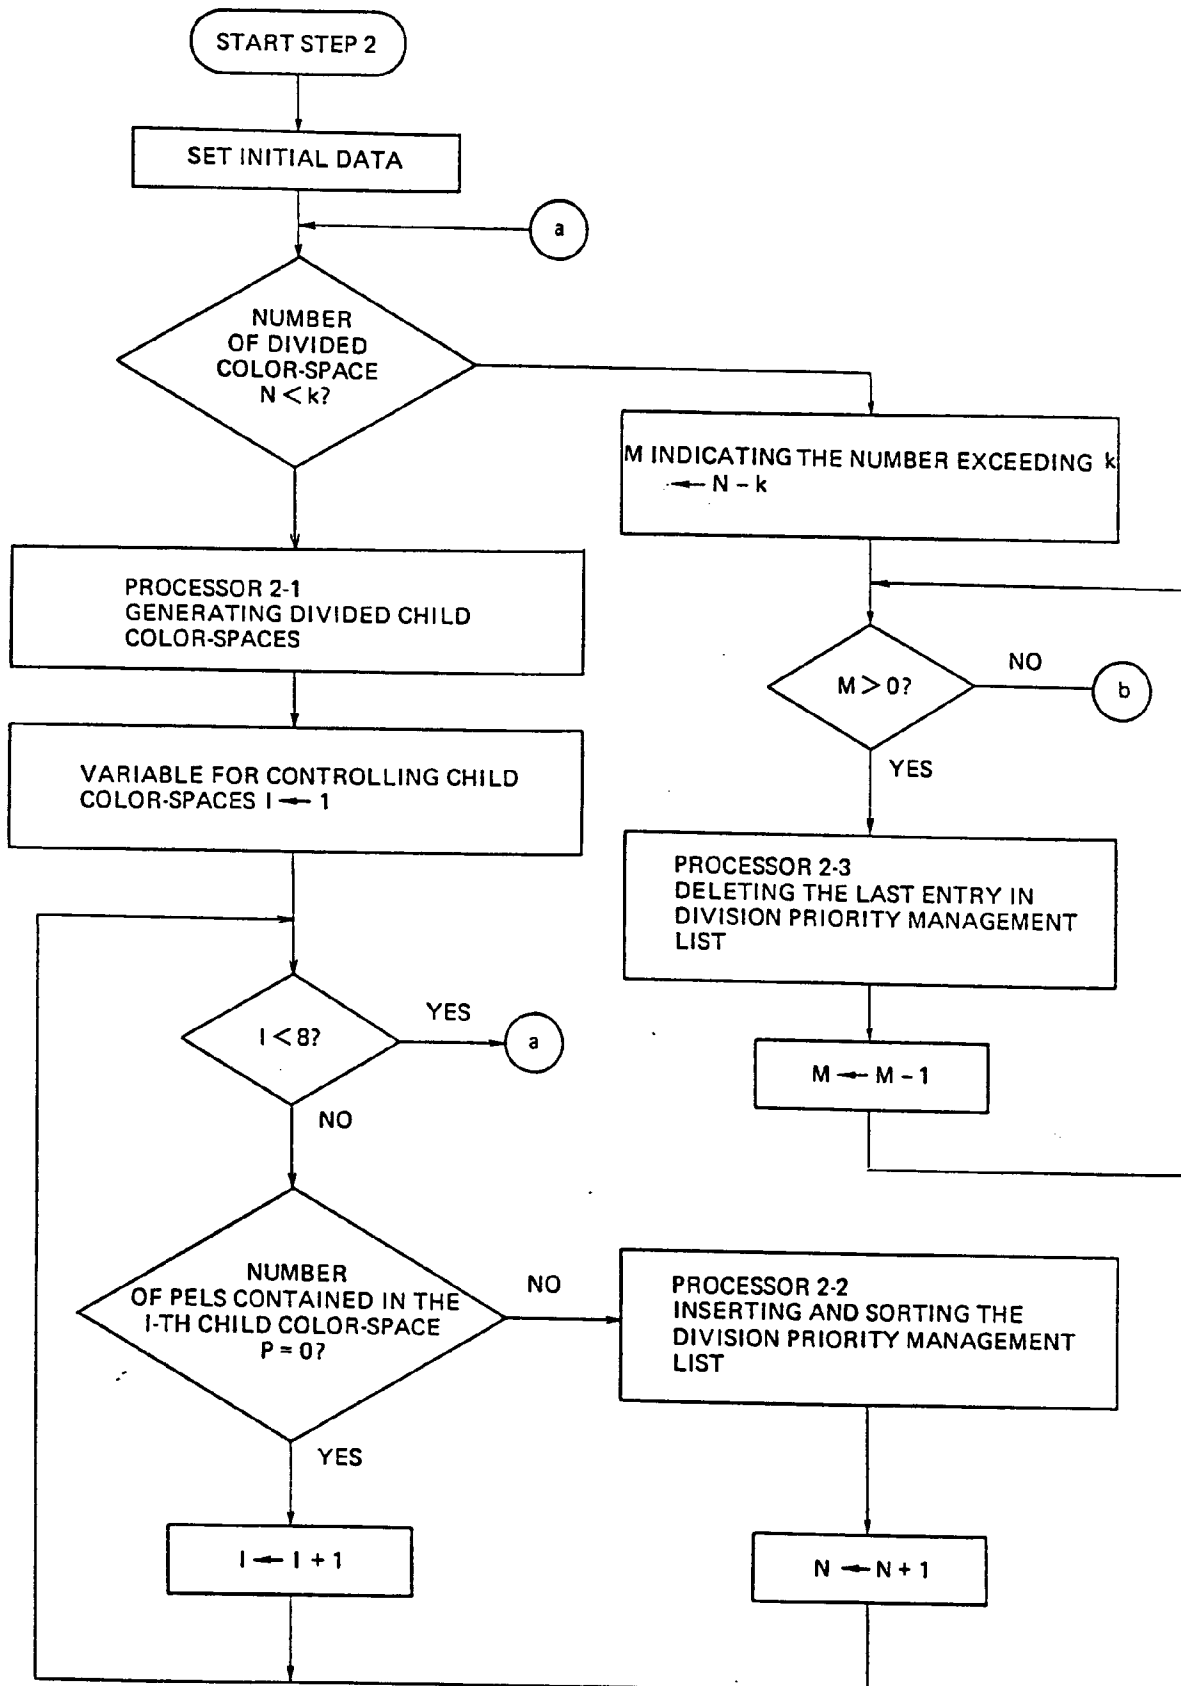 START STEP 2
SET INITIAL DATA
a
NUMBER
OF DIVIDED
COLOR-SPACE
N < k?
M INDICATING THE NUMBER EXCEEDING k
← N – k
PROCESSOR 2-1
GENERATING DIVIDED CHILD
COLOR-SPACES
M > 0?
NO
b
YES
VARIABLE FOR CONTROLLING CHILD
COLOR-SPACES I ← 1
PROCESSOR 2-3
DELETING THE LAST ENTRY IN
DIVISION PRIORITY MANAGEMENT
LIST
I < 8?
YES
a
NO
M ← M – 1
NUMBER
OF PELS CONTAINED IN THE
I-TH CHILD COLOR-SPACE
P = 0?
NO
PROCESSOR 2-2
INSERTING AND SORTING THE
DIVISION PRIORITY MANAGEMENT
LIST
YES
I ← I + 1
N ← N + 1